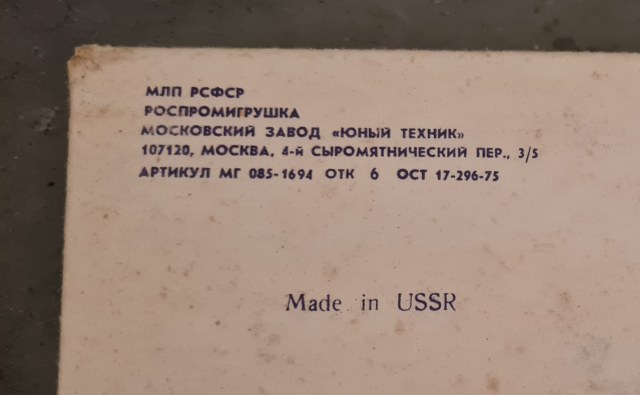 МЛП РСФСР
РОСПРОМИГРУШКА
МОСКОВСКИЙ ЗАВОД «ЮНЫЙ ТЕХНИК»
107120, МОСКВА, 4-й СЫРОМЯТНИЧЕСКИЙ ПЕР., 3/5
АРТИКУЛ МГ 085-1694 ОТК 6 ОСТ 17-296-75
Made in USSR